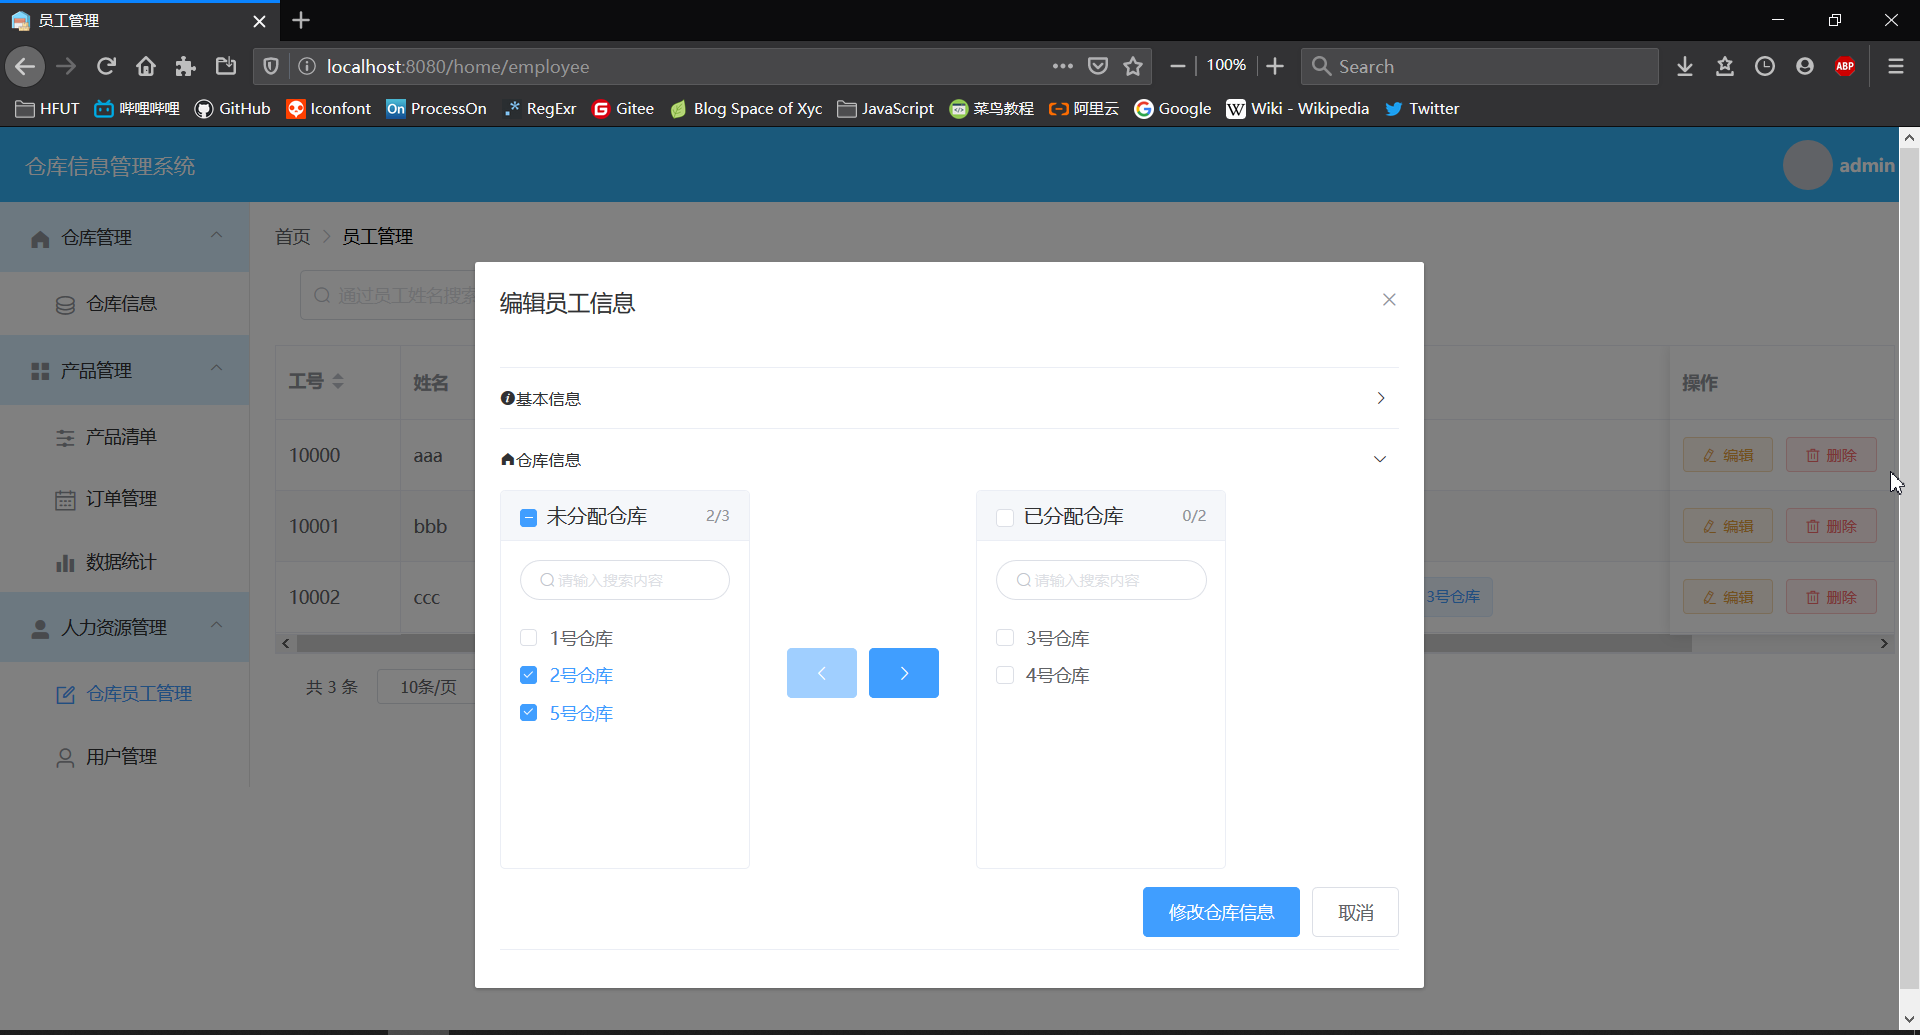 员工管理
localhost:8080/home/employee
100%
Search
ABP
HFUT
哔哩哔哩
GitHub
Iconfont
On ProcessOn
RegExr
G Gitee
Blog Space of Xyc
JavaScript
菜鸟教程
阿里云
Google
W Wiki - Wikipedia
Twitter
仓库信息管理系统
admin
仓库管理
仓库信息
产品管理
产品清单
订单管理
数据统计
人力资源管理
仓库员工管理
用户管理
首页
员工管理
通过员工姓名搜索
工号 姓名 操作
10000 aaa 编辑 删除
10001 bbb 编辑 删除
10002 ccc 3号仓库 编辑 删除
共 3 条
10条/页
编辑员工信息
基本信息
仓库信息
未分配仓库 2/3
请输入搜索内容
1号仓库
2号仓库
5号仓库
已分配仓库 0/2
请输入搜索内容
3号仓库
4号仓库
修改仓库信息
取消